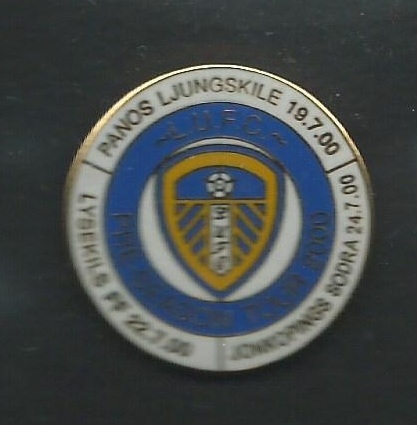 PANOS LJUNGSKILE 19.7.00
JONKOPINGS SODRA 24.7.00
LYSEKILS FF 22.7.00
~L.U.F.C.~
PRE-SEASON TOUR 2000